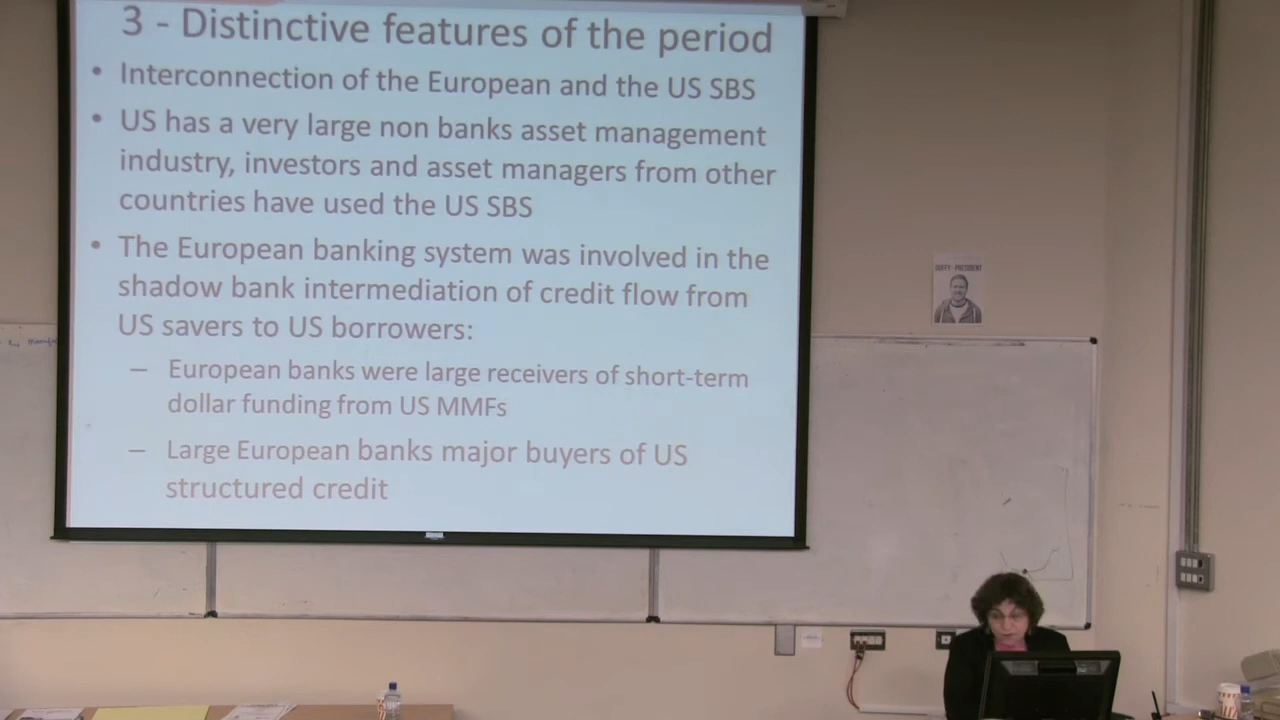 3 - Distinctive features of the period
• Interconnection of the European and the US SBS
• US has a very large non banks asset management
industry, investors and asset managers from other
countries have used the US SBS
• The European banking system was involved in the
shadow bank intermediation of credit flow from
US savers to US borrowers:
– European banks were large receivers of short-term
dollar funding from US MMFs
– Large European banks major buyers of US
structured credit
DUFFY PRESIDENT